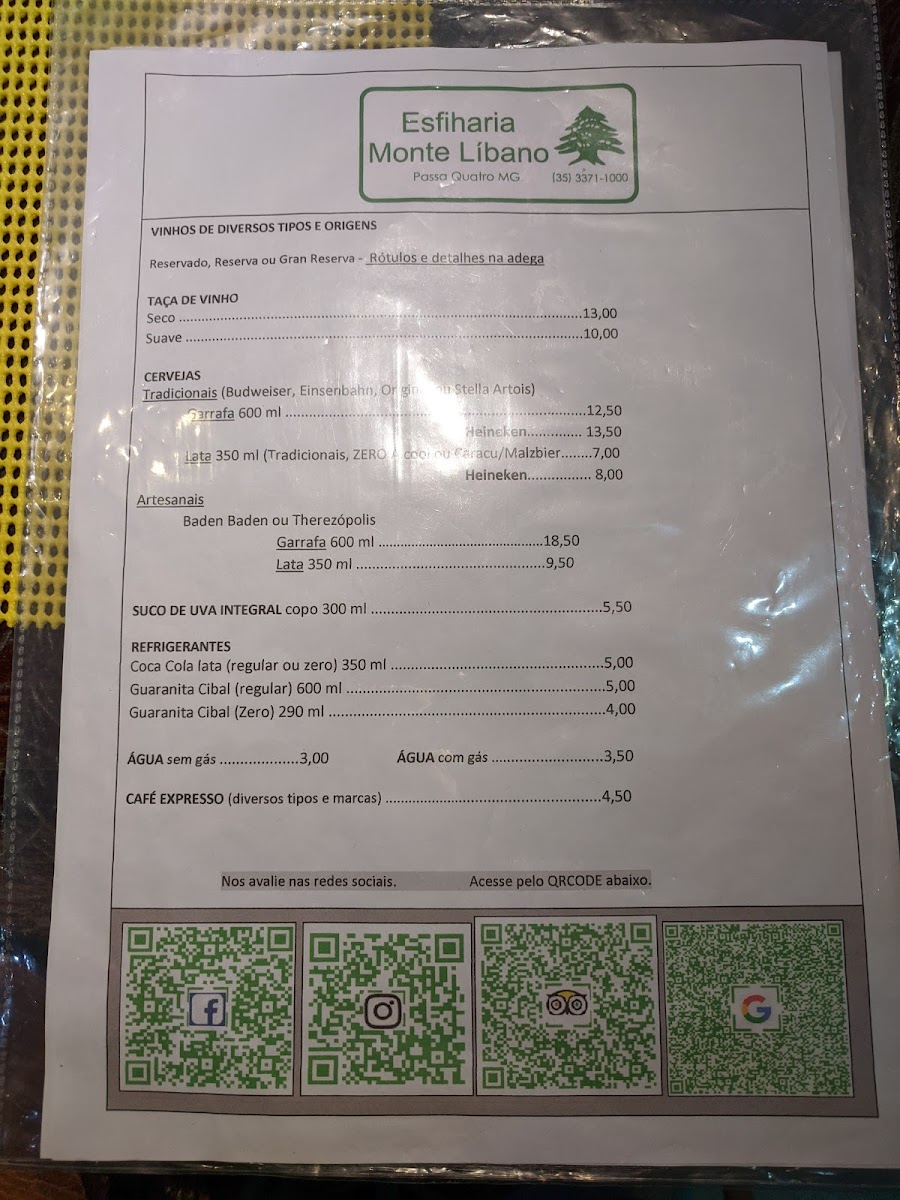 Esfiharia
Monte Líbano
Passa Quatro MG (35) 3371-1000
VINHOS DE DIVERSOS TIPOS E ORIGENS
Reservado, Reserva ou Gran Reserva - Rótulos e detalhes na adega
TAÇA DE VINHO
Seco ....................13,00
Suave ....................10,00
CERVEJAS
Tradicionais (Budweiser, Einsenbahn, ou Stella Artois)
Garrafa 600 ml ....................12,50
Heineken.............. 13,50
Lata 350 ml (Tradicionais, ZERO ou Caracu/Malzbier........7,00
Heineken................ 8,00
Artesanais
Baden Baden ou Therezópolis
Garrafa 600 ml ....................18,50
Lata 350 ml ....................9,50
SUCO DE UVA INTEGRAL copo 300 ml ....................5,50
REFRIGERANTES
Coca Cola lata (regular ou zero) 350 ml ....................5,00
Guaranita Cibal (regular) 600 ml ....................5,00
Guaranita Cibal (Zero) 290 ml ....................4,00
ÁGUA sem gás ....................3,00 ÁGUA com gás ....................3,50
CAFÉ EXPRESSO (diversos tipos e marcas) ....................4,50
Nos avalie nas redes sociais. Acesse pelo QRCODE abaixo.